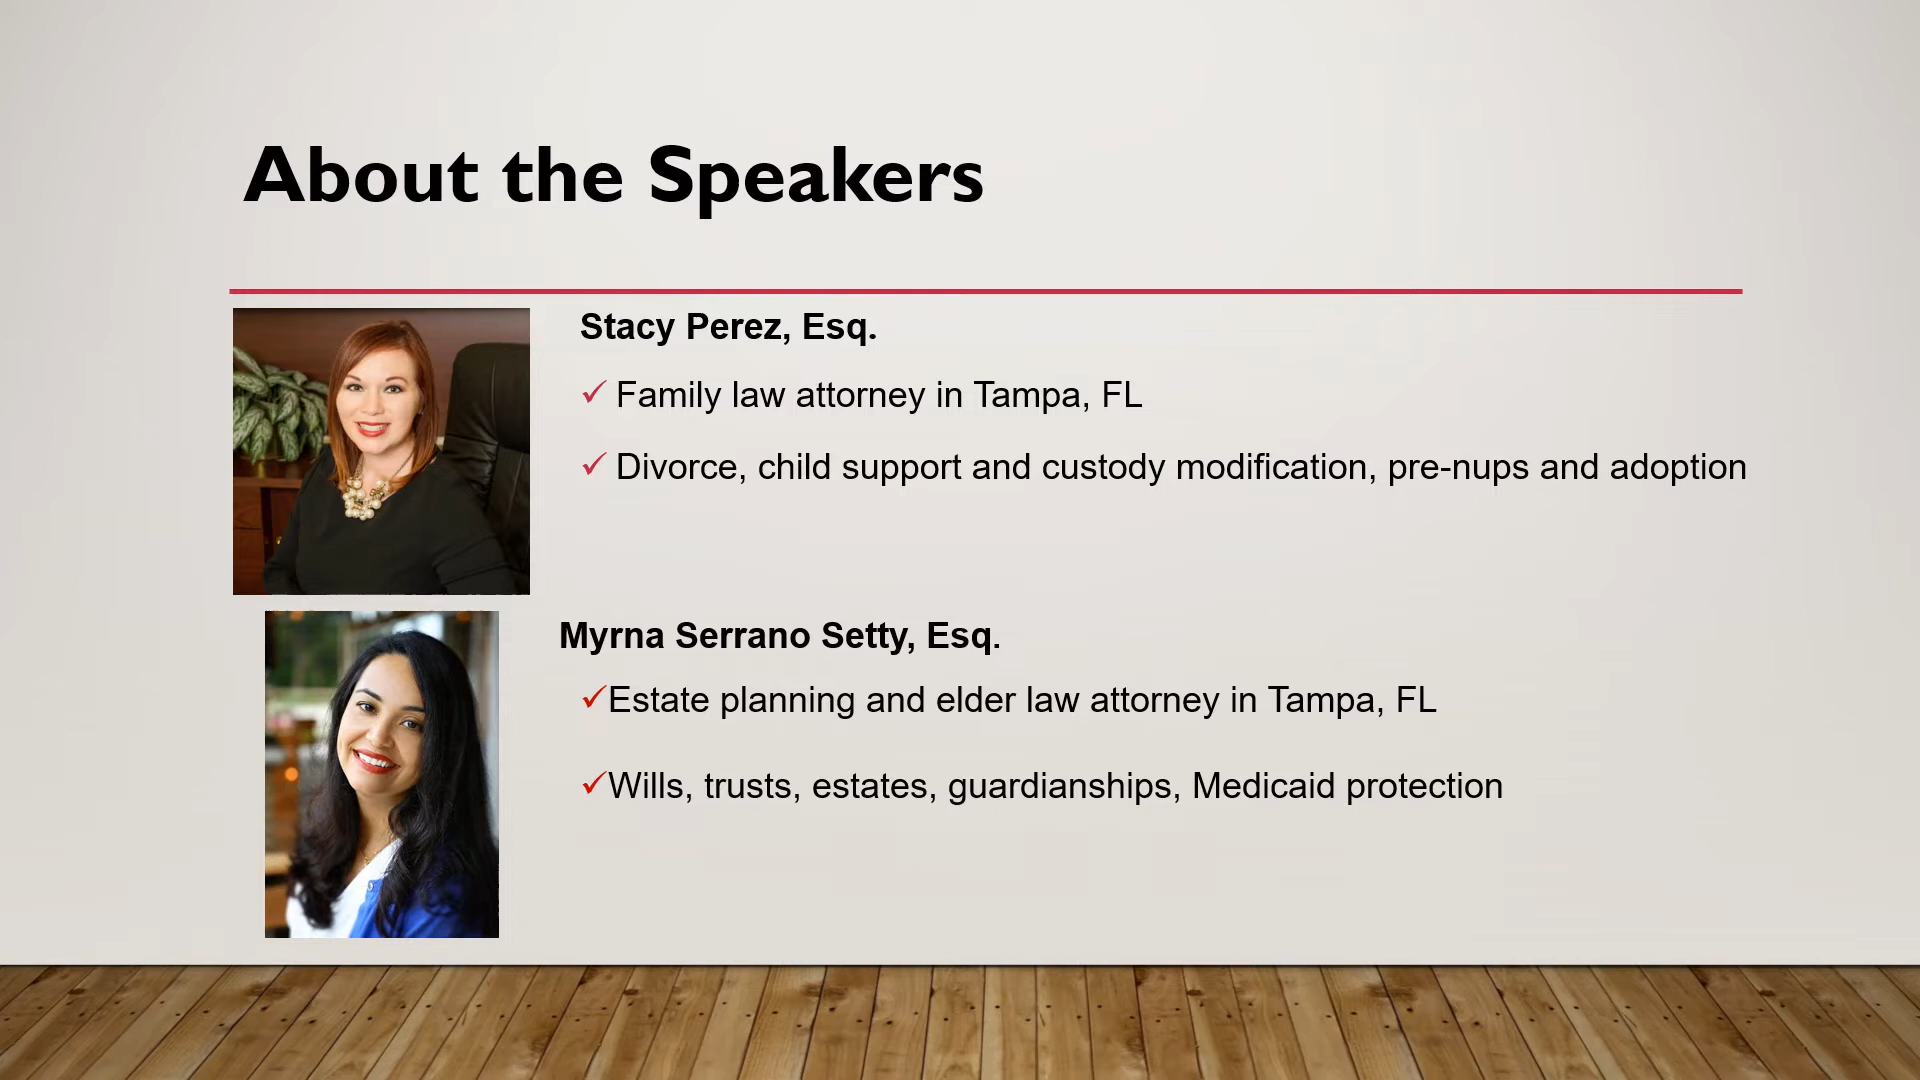 About the Speakers
Stacy Perez, Esq.
✓ Family law attorney in Tampa, FL
✓ Divorce, child support and custody modification, pre-nups and adoption
Myrna Serrano Setty, Esq.
✓Estate planning and elder law attorney in Tampa, FL
✓Wills, trusts, estates, guardianships, Medicaid protection